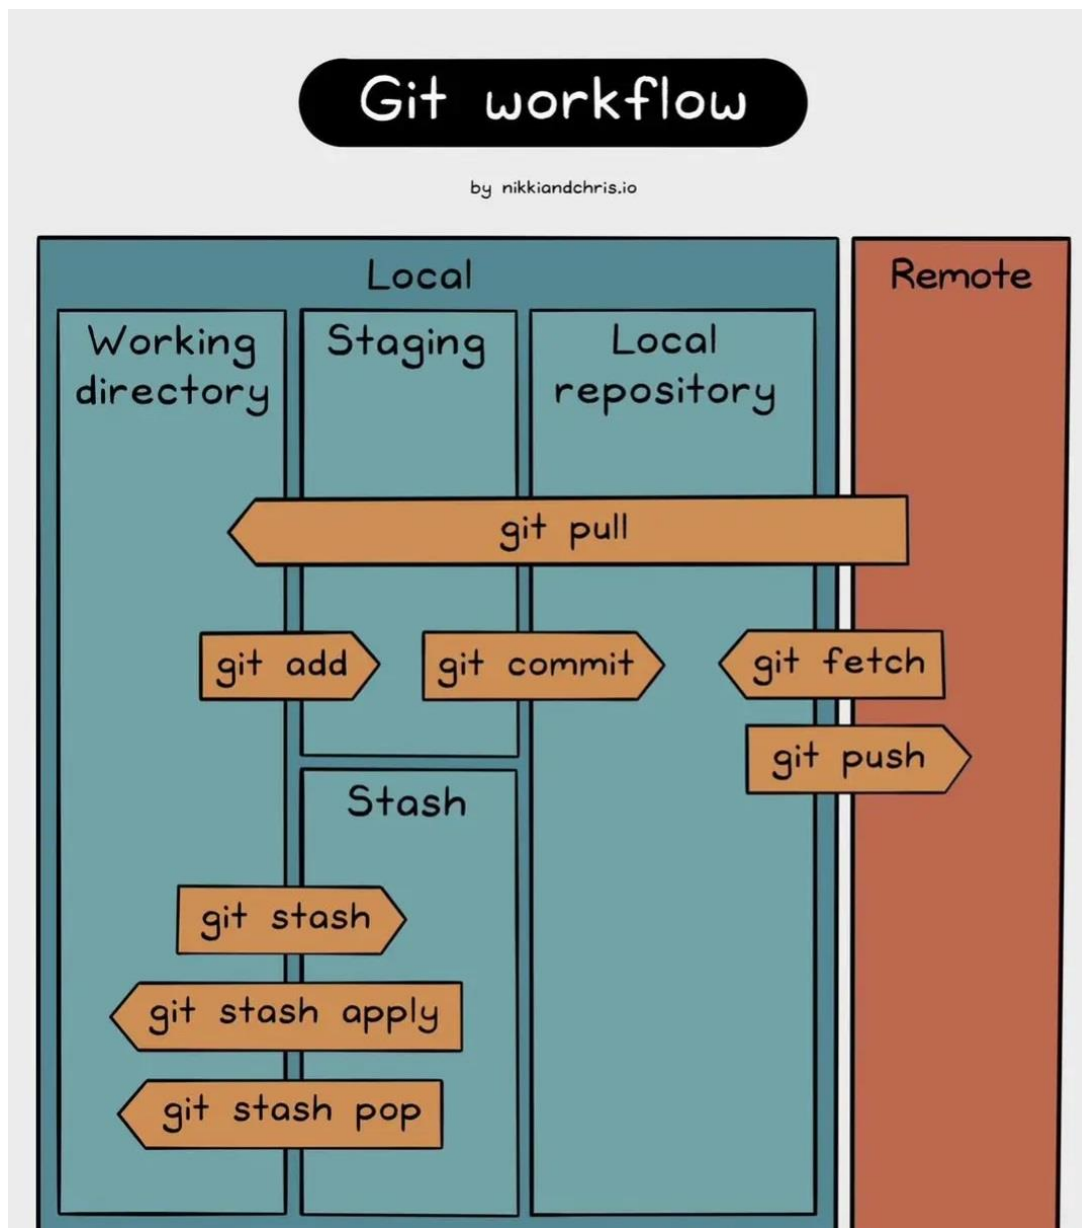 Git workflow
by nikkiandchris.io
Local
Remote
Working
directory
Staging
Local
repository
git pull
git add
git commit
git fetch
git push
Stash
git stash
git stash apply
git stash pop